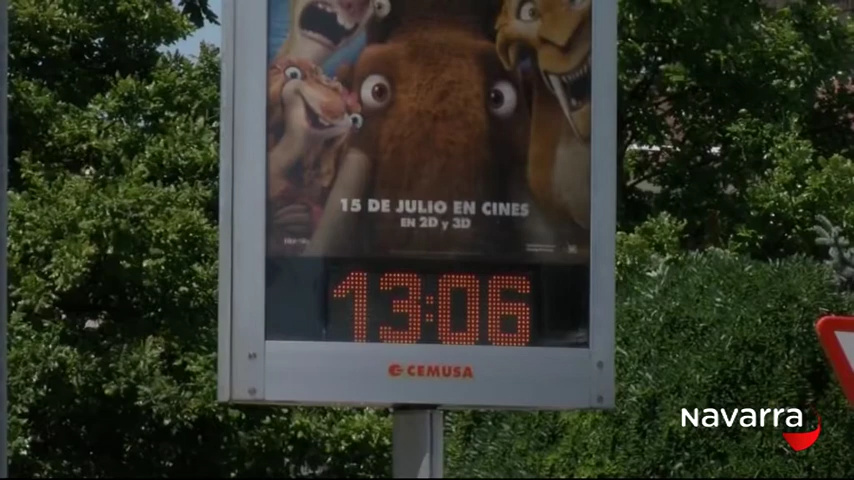 15 DE JULIO EN CINES
EN 2D y 3D
13:06
CEMUSA
NAVARRA